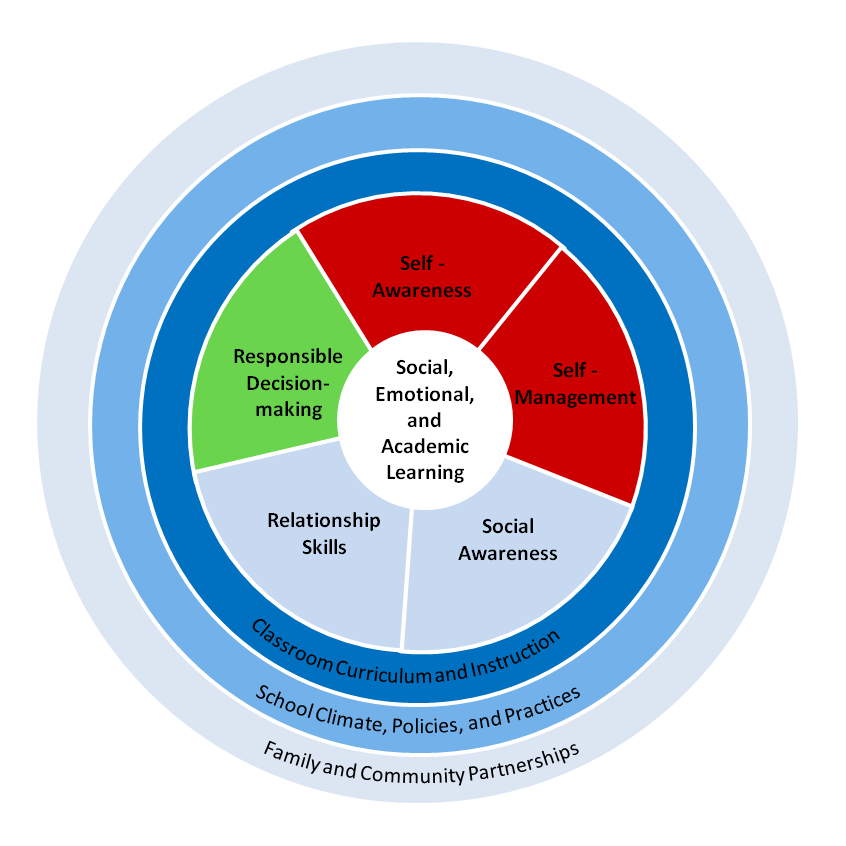 Self -
Awareness
Self -
Management
Responsible
Decision-
making
Social,
Emotional,
and
Academic
Learning
Relationship
Skills
Social
Awareness
Classroom Curriculum and Instruction
School Climate, Policies, and Practices
Family and Community Partnerships